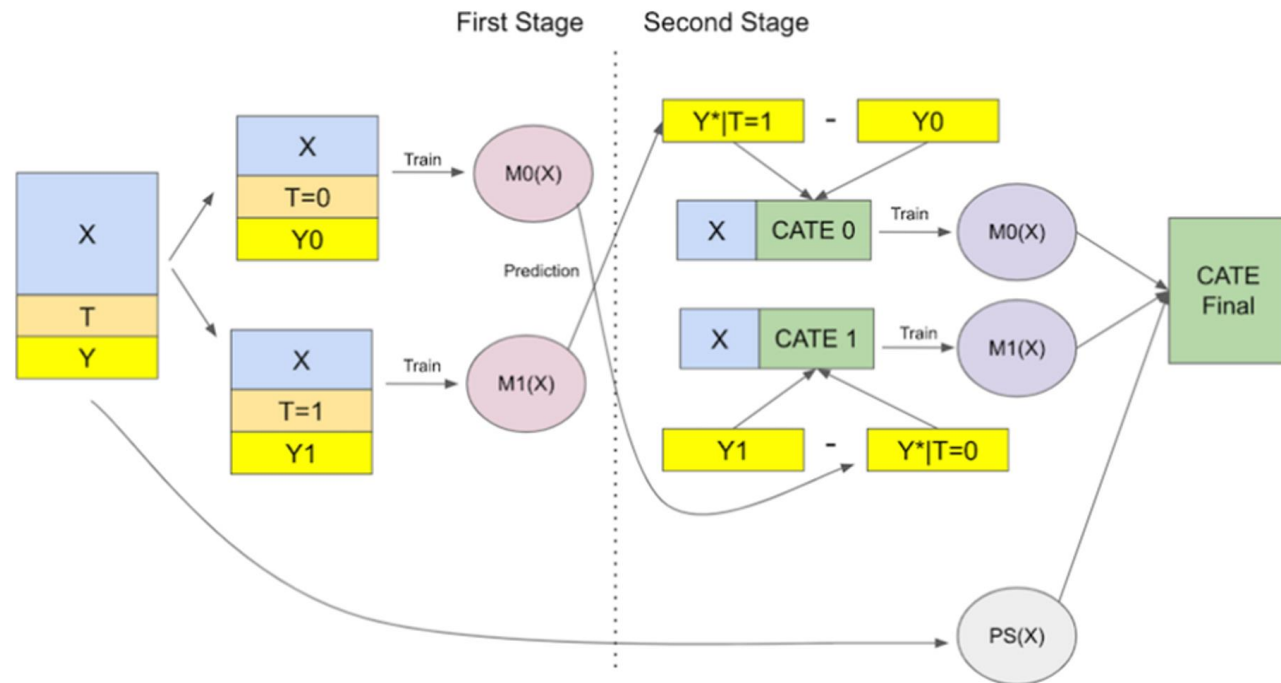 First Stage
Second Stage
X
T
Y
X
T=0
Y0
Train
M0(X)
X
T=1
Y1
Train
M1(X)
Prediction
Y*|T=1
-
Y0
X
CATE 0
Train
M0(X)
X
CATE 1
Train
M1(X)
Y1
-
Y*|T=0
PS(X)
CATE
Final